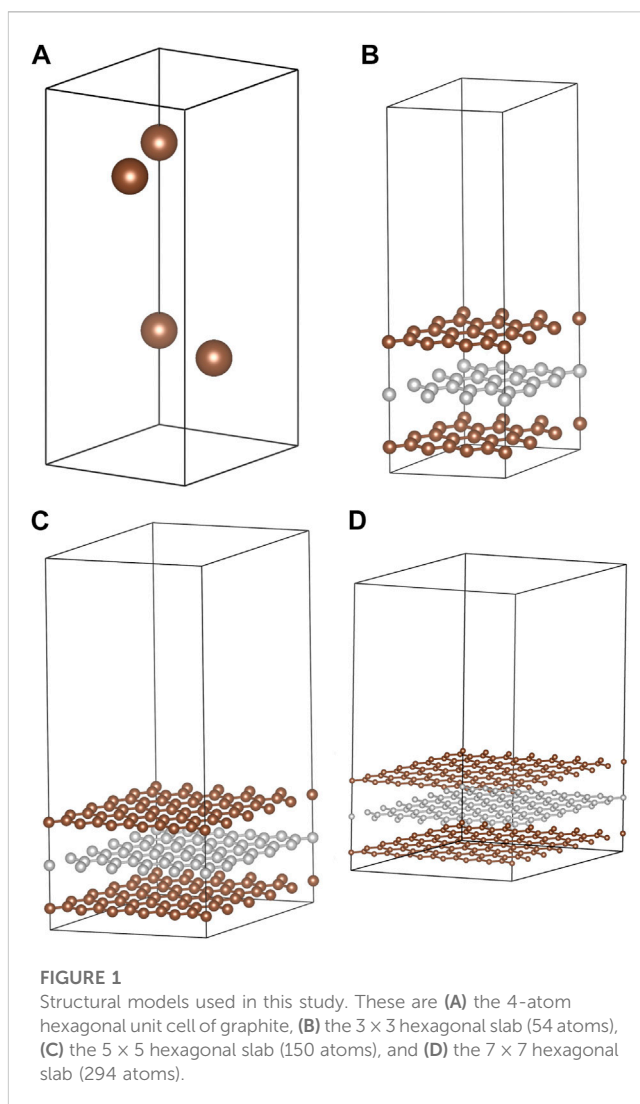 A
B
C
D
FIGURE 1
Structural models used in this study. These are (A) the 4-atom
hexagonal unit cell of graphite, (B) the 3 × 3 hexagonal slab (54 atoms),
(C) the 5 × 5 hexagonal slab (150 atoms), and (D) the 7 × 7 hexagonal
slab (294 atoms).